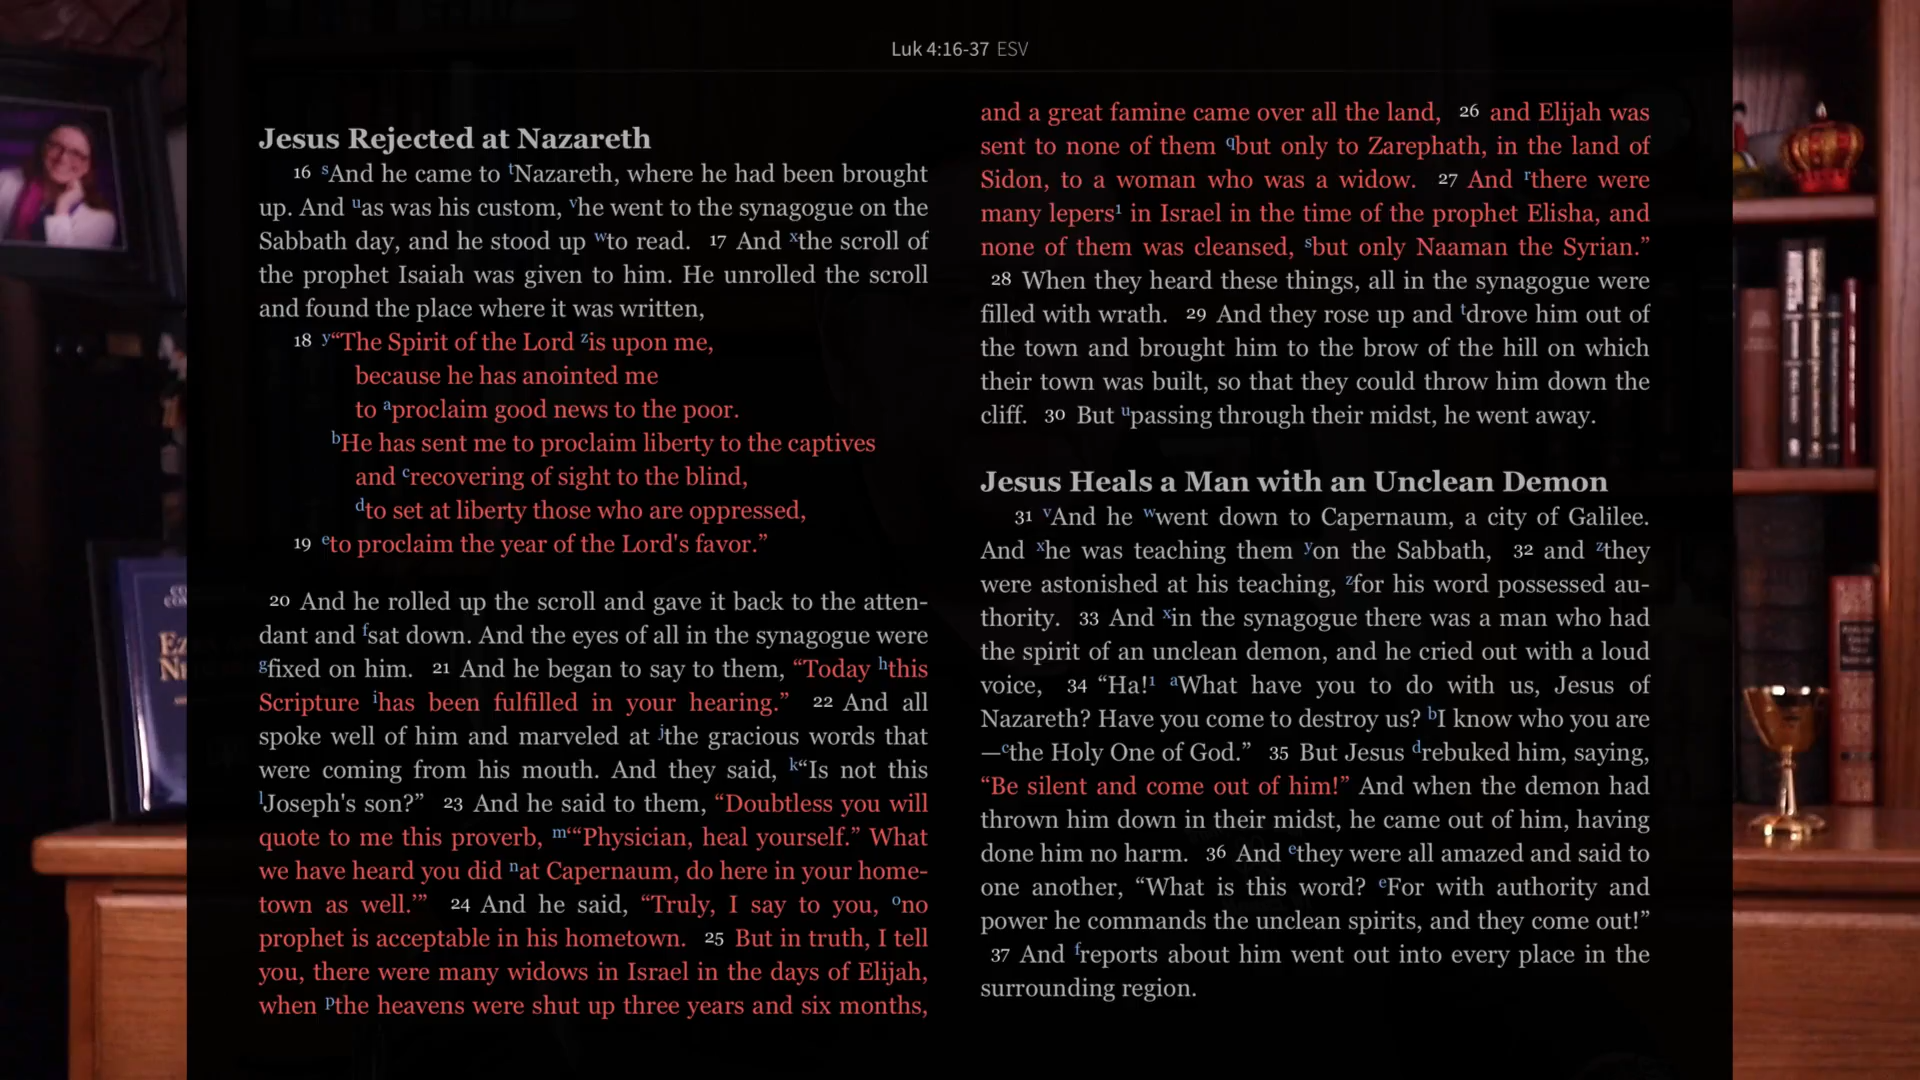 Luk 4:16-37 ESV
Jesus Rejected at Nazareth
16 sAnd he came to tNazareth, where he had been brought
up. And uas was his custom, vhe went to the synagogue on the
Sabbath day, and he stood up wto read. 17 And xthe scroll of
the prophet Isaiah was given to him. He unrolled the scroll
and found the place where it was written,
18 y“The Spirit of the Lord zis upon me,
because he has anointed me
to aproclaim good news to the poor.
bHe has sent me to proclaim liberty to the captives
and crecovering of sight to the blind,
dto set at liberty those who are oppressed,
19 eto proclaim the year of the Lord's favor.”
20 And he rolled up the scroll and gave it back to the atten-
dant and fsat down. And the eyes of all in the synagogue were
gfixed on him. 21 And he began to say to them, “Today hthis
Scripture ihas been fulfilled in your hearing.” 22 And all
spoke well of him and marveled at jthe gracious words that
were coming from his mouth. And they said, k“Is not this
lJoseph's son?” 23 And he said to them, “Doubtless you will
quote to me this proverb, m“‘Physician, heal yourself.” What
we have heard you did nat Capernaum, do here in your home-
town as well.’” 24 And he said, “Truly, I say to you, ono
prophet is acceptable in his hometown. 25 But in truth, I tell
you, there were many widows in Israel in the days of Elijah,
when pthe heavens were shut up three years and six months,
and a great famine came over all the land, 26 and Elijah was
sent to none of them qbut only to Zarephath, in the land of
Sidon, to a woman who was a widow. 27 And rthere were
many lepers1 in Israel in the time of the prophet Elisha, and
none of them was cleansed, sbut only Naaman the Syrian.”
28 When they heard these things, all in the synagogue were
filled with wrath. 29 And they rose up and tdrove him out of
the town and brought him to the brow of the hill on which
their town was built, so that they could throw him down the
cliff. 30 But upassing through their midst, he went away.
Jesus Heals a Man with an Unclean Demon
31 vAnd he wwent down to Capernaum, a city of Galilee.
And xhe was teaching them yon the Sabbath, 32 and zthey
were astonished at his teaching, zfor his word possessed au-
thority. 33 And xin the synagogue there was a man who had
the spirit of an unclean demon, and he cried out with a loud
voice, 34 “Ha!1 aWhat have you to do with us, Jesus of
Nazareth? Have you come to destroy us? bI know who you are
—cthe Holy One of God.” 35 But Jesus drebuked him, saying,
“Be silent and come out of him!” And when the demon had
thrown him down in their midst, he came out of him, having
done him no harm. 36 And ethey were all amazed and said to
one another, “What is this word? eFor with authority and
power he commands the unclean spirits, and they come out!”
37 And freports about him went out into every place in the
surrounding region.